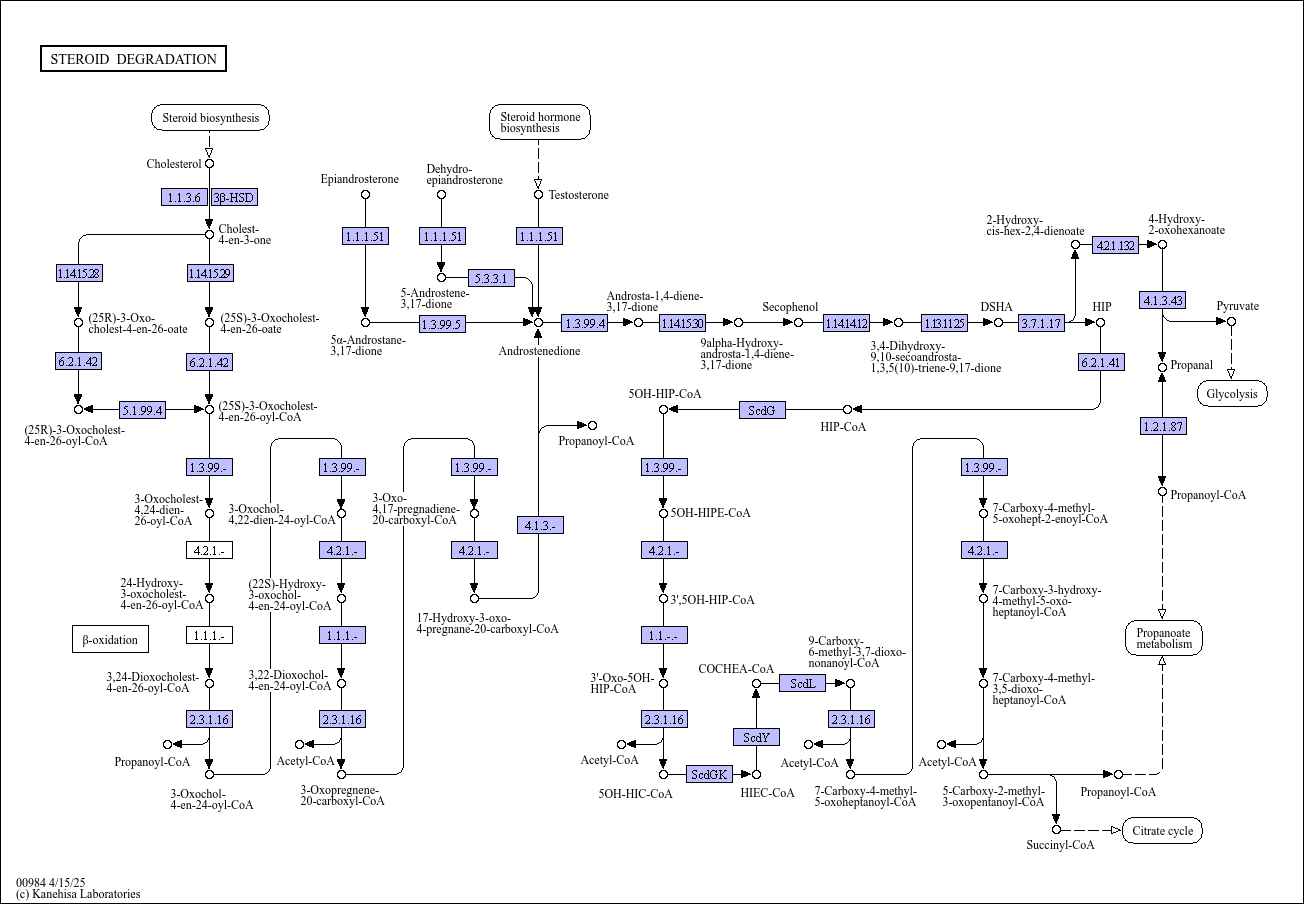 STEROID DEGRADATION
Steroid biosynthesis
Steroid hormone
biosynthesis
Cholesterol
1.1.3.6
3β-HSD
Cholest-
4-en-3-one
Epiandrosterone
Dehydro-
epiandrosterone
Testosterone
1.1.1.51
1.1.1.51
1.1.1.51
1.14.15.28
1.14.15.29
5.3.3.1
5-Androstene-
3,17-dione
(25R)-3-Oxo-
cholest-4-en-26-oate
(25S)-3-Oxocholest-
4-en-26-oate
1.3.99.5
5α-Androstane-
3,17-dione
Androstenedione
1.3.99.4
Androsta-1,4-diene-
3,17-dione
1.14.15.30
9alpha-Hydroxy-
androsta-1,4-diene-
3,17-dione
Secophenol
1.14.14.12
3,4-Dihydroxy-
9,10-secoandrosta-
1,3,5(10)-triene-9,17-dione
1.13.11.25
DSHA
3.7.1.17
HIP
2-Hydroxy-
cis-hex-2,4-dienoate
4.2.1.132
4-Hydroxy-
2-oxohexanoate
4.1.3.43
Pyruvate
Propanal
Glycolysis
6.2.1.42
6.2.1.42
6.2.1.41
5.1.99.4
(25R)-3-Oxocholest-
4-en-26-oyl-CoA
(25S)-3-Oxocholest-
4-en-26-oyl-CoA
5OH-HIP-CoA
ScdG
HIP-CoA
1.2.1.87
Propanoyl-CoA
Propanoyl-CoA
1.3.99.-
1.3.99.-
1.3.99.-
1.3.99.-
1.3.99.-
3-Oxocholest-
4,24-dien-
26-oyl-CoA
3-Oxochol-
4,22-dien-24-oyl-CoA
3-Oxo-
4,17-pregnadiene-
20-carboxyl-CoA
4.1.3.-
5OH-HIPE-CoA
7-Carboxy-4-methyl-
5-oxohept-2-enoyl-CoA
4.2.1.-
4.2.1.-
4.2.1.-
4.2.1.-
4.2.1.-
24-Hydroxy-
3-oxocholest-
4-en-26-oyl-CoA
(22S)-Hydroxy-
3-oxochol-
4-en-24-oyl-CoA
17-Hydroxy-3-oxo-
4-pregnane-20-carboxyl-CoA
3',5OH-HIP-CoA
7-Carboxy-3-hydroxy-
4-methyl-5-oxo-
heptanoyl-CoA
β-oxidation
1.1.1.-
1.1.1.-
1.1.-.-
Propanoate
metabolism
3,24-Dioxocholest-
4-en-26-oyl-CoA
3,22-Dioxochol-
4-en-24-oyl-CoA
3'-Oxo-5OH-
HIP-CoA
COCHEA-CoA
ScdL
9-Carboxy-
6-methyl-3,7-dioxo-
nonanoyl-CoA
7-Carboxy-4-methyl-
3,5-dioxo-
heptanoyl-CoA
2.3.1.16
2.3.1.16
2.3.1.16
ScdY
2.3.1.16
Propanoyl-CoA
Acetyl-CoA
Acetyl-CoA
Acetyl-CoA
Acetyl-CoA
3-Oxochol-
4-en-24-oyl-CoA
3-Oxopregnene-
20-carboxyl-CoA
5OH-HIC-CoA
ScdGK
HIEC-CoA
7-Carboxy-4-methyl-
5-oxoheptanoyl-CoA
5-Carboxy-2-methyl-
3-oxopentanoyl-CoA
Propanoyl-CoA
Succinyl-CoA
Citrate cycle
00984 4/15/25
(c) Kanehisa Laboratories